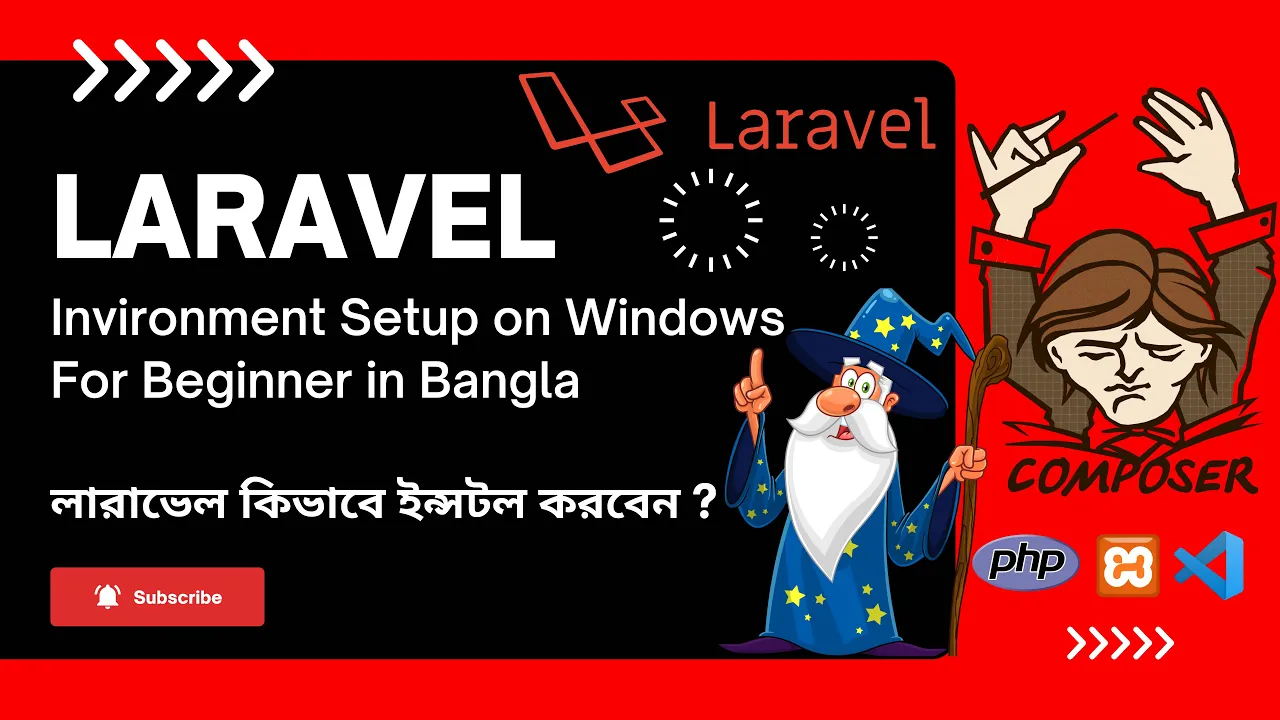 Laravel
LARAVEL
Invironment Setup on Windows
For Beginner in Bangla
লারাভেল কিভাবে ইন্সটল করবেন ?
Subscribe
COMPOSER
php